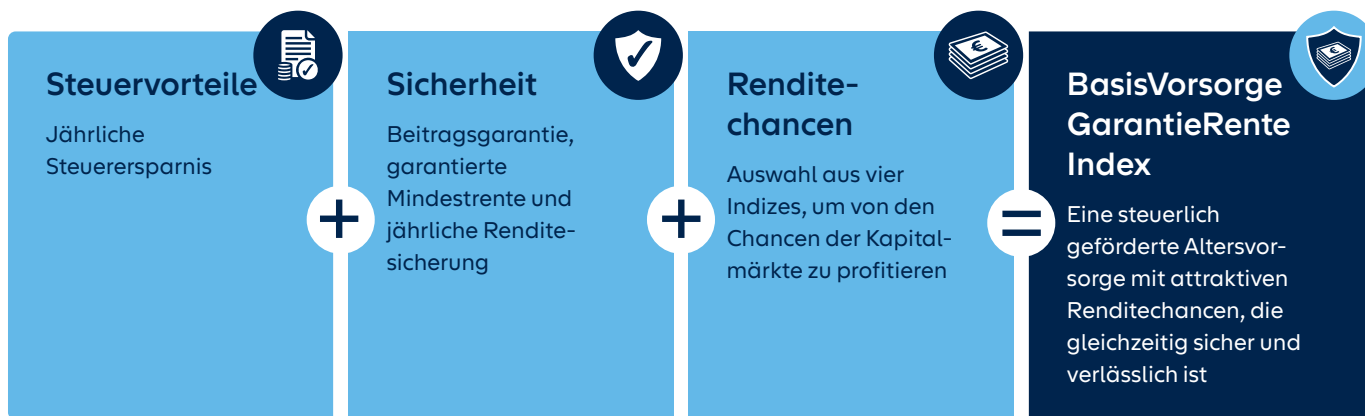 Steuervorteile
Jährliche
Steuerersparnis
+
Sicherheit
Beitragsgarantie,
garantierte
Mindestrente und
jährliche Rendite-
sicherung
+
Rendite-
chancen
Auswahl aus vier
Indizes, um von den
Chancen der Kapital-
märkte zu profitieren
=
BasisVorsorge
GarantieRente
Index
Eine steuerlich
geförderte Altersvor-
sorge mit attraktiven
Renditechancen, die
gleichzeitig sicher und
verlässlich ist